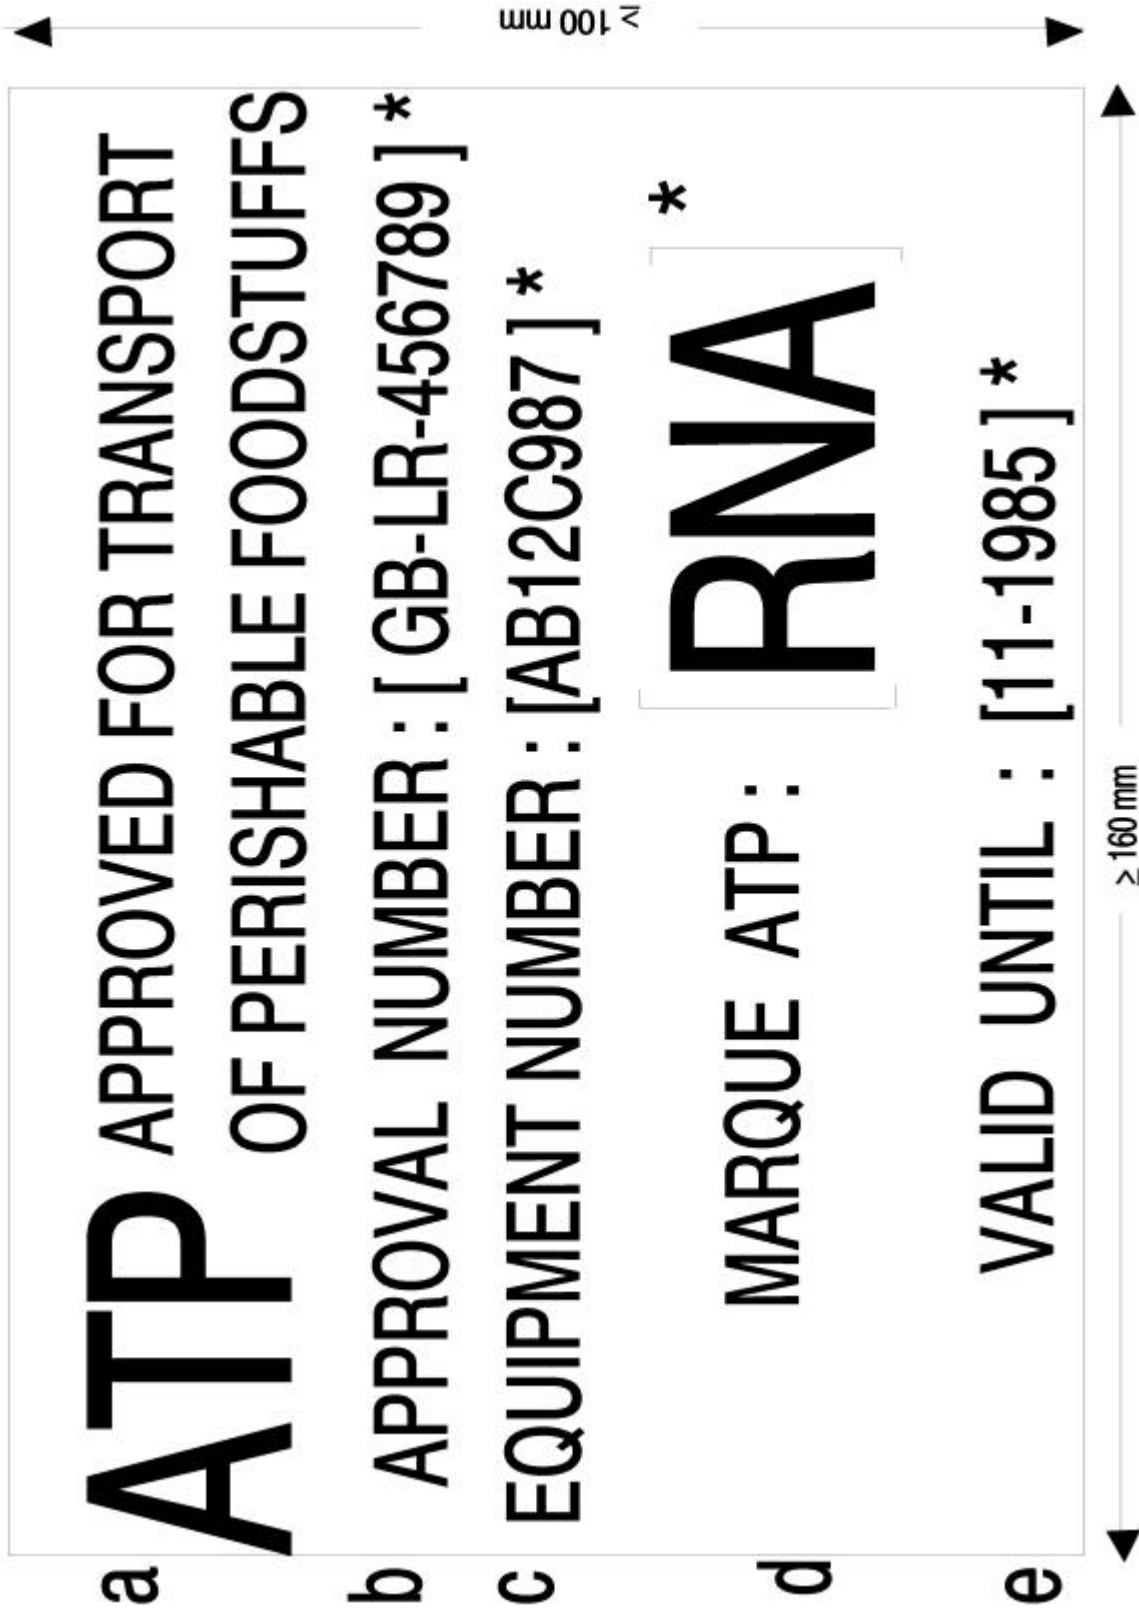 a ATP APPROVED FOR TRANSPORT
OF PERISHABLE FOODSTUFFS
b APPROVAL NUMBER : [ GB-LR-456789 ] *
c EQUIPMENT NUMBER : [AB12C987 ] *
d MARQUE ATP : [RNA] *
e VALID UNTIL : [11-1985 ] *
≥ 160 mm
≥ 100 mm